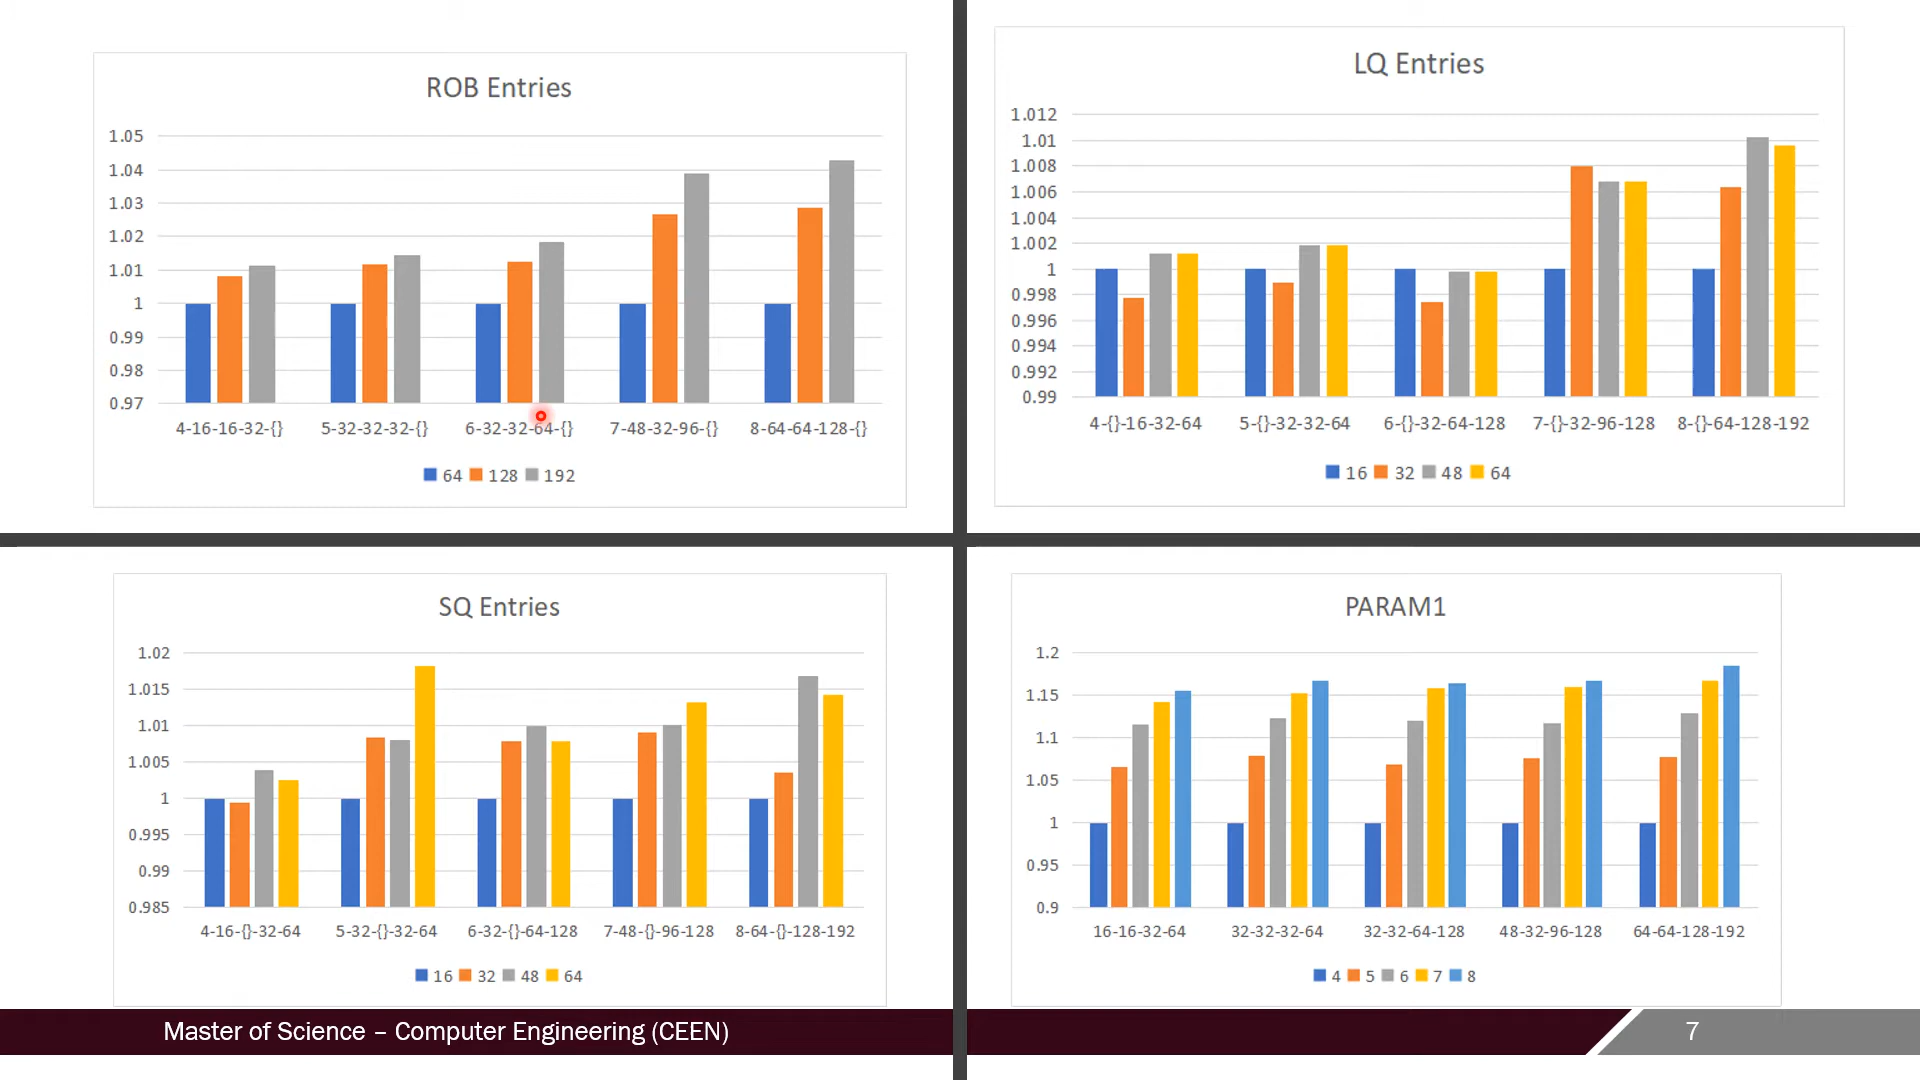 ROB Entries
1.05
1.04
1.03
1.02
1.01
1
0.99
0.98
0.97
4-16-16-32-{} 5-32-32-32-{} 6-32-32-64-{} 7-48-32-96-{} 8-64-64-128-{}
64 128 192
LQ Entries
1.012
1.01
1.008
1.006
1.004
1.002
1
0.998
0.996
0.994
0.992
0.99
4-{}-16-32-64 5-{}-32-32-64 6-{}-32-64-128 7-{}-32-96-128 8-{}-64-128-192
16 32 48 64
SQ Entries
1.02
1.015
1.01
1.005
1
0.995
0.99
0.985
4-16-{}-32-64 5-32-{}-32-64 6-32-{}-64-128 7-48-{}-96-128 8-64-{}-128-192
16 32 48 64
PARAM1
1.2
1.15
1.1
1.05
1
0.95
0.9
16-16-32-64 32-32-32-64 32-32-64-128 48-32-96-128 64-64-128-192
4 5 6 7 8
Master of Science – Computer Engineering (CEEN)
7